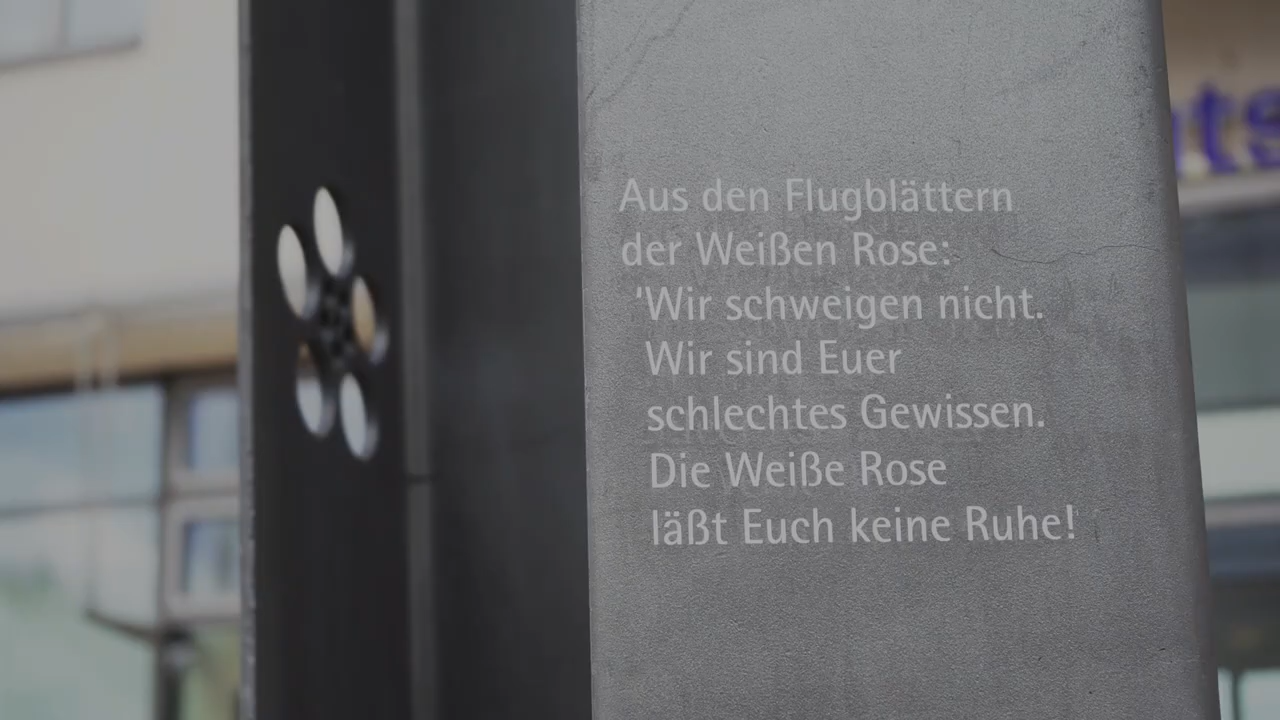 Aus den Flugblättern
der Weißen Rose:
'Wir schweigen nicht.
Wir sind Euer
schlechtes Gewissen.
Die Weiße Rose
läßt Euch keine Ruhe!'